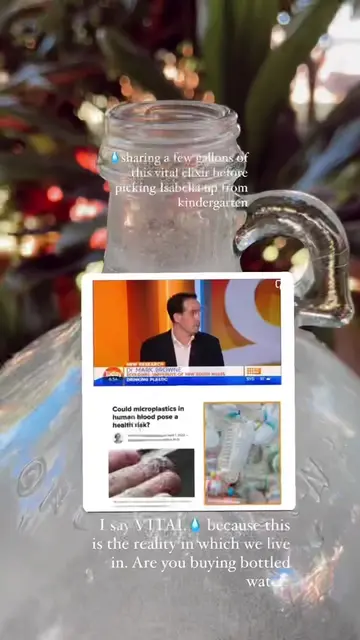 💧sharing a few gallons of
this vital elixir before
picking Isabella up from
kindergarten
NEW RESEARCH
DR MARK BROWNE
DRINKING PLASTIC
Could microplastics in
human blood pose a
health risk?
I say VITAL💧because this
is the reality in which we live
in. Are you buying bottled